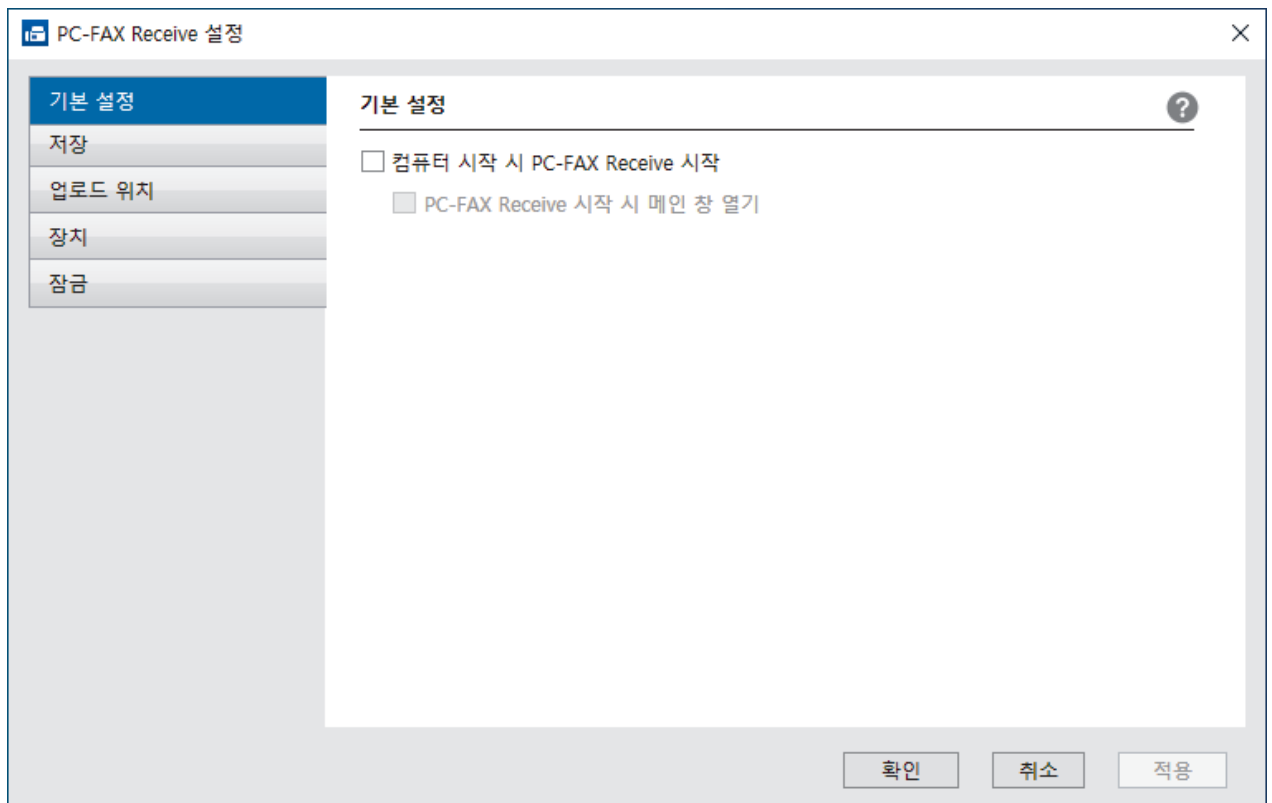 PC-FAX Receive 설정
기본 설정
저장
업로드 위치
장치
잠금
기본 설정
?
컴퓨터 시작 시 PC-FAX Receive 시작
PC-FAX Receive 시작 시 메인 창 열기
확인
취소
적용